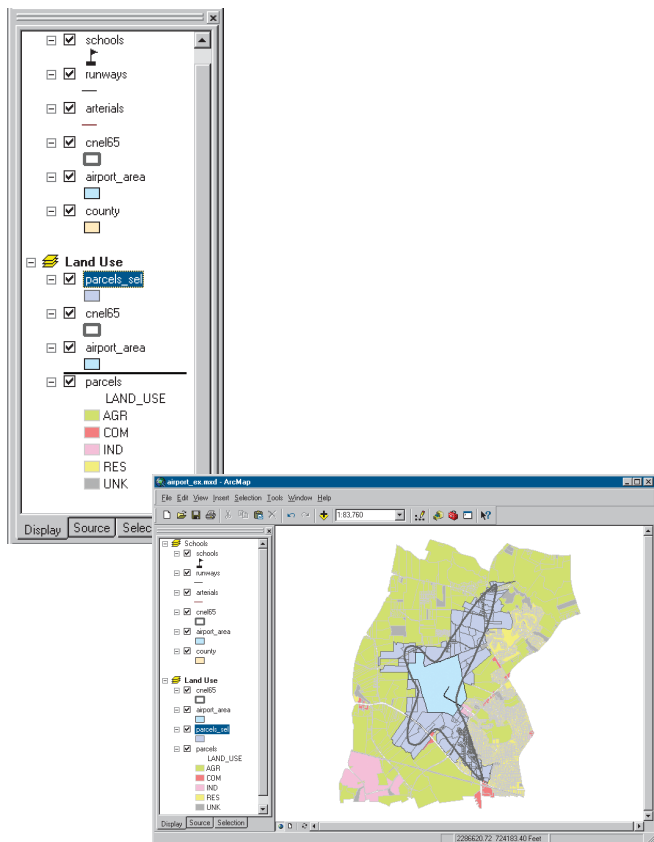 schools
runways
arterials
cnel65
airport_area
county
Land Use
parcels_sel
cnel65
airport_area
parcels
LAND_USE
AGR
COM
IND
RES
UNK
Display Source Selec
airport_ex.mxd - ArcMap
File Edit View Insert Selection Tools Window Help
1:83,760
Schools
schools
runways
arterials
cnel65
airport_area
county
Land Use
cnel65
airport_area
parcels_sel
parcels
LAND_USE
AGR
COM
IND
RES
UNK
Display Source Selection
2286620.72 724183.40 Feet